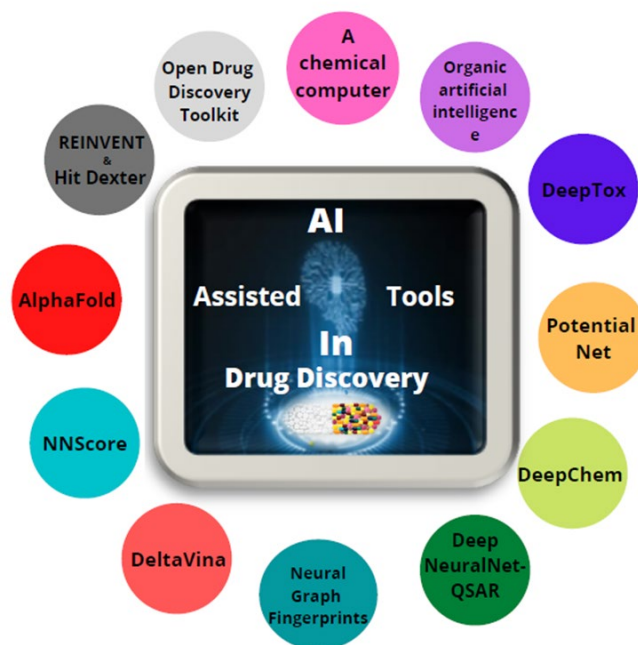 A
chemical
computer
Organic
artificial
intelligenc
e
DeepTox
Potential
Net
DeepChem
Deep
NeuralNet-
QSAR
Neural
Graph
Fingerprints
DeltaVina
NNScore
AlphaFold
REINVENT
&
Hit Dexter
Open Drug
Discovery
Toolkit
AI
Assisted Tools
In
Drug Discovery